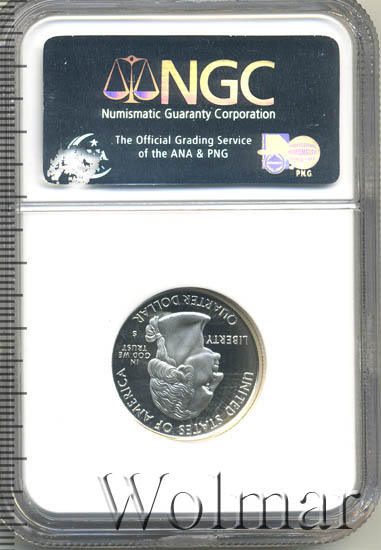 NGC
Numismatic Guaranty Corporation
The Official Grading Service
of the ANA & PNG
P.N.G.
UNITED STATES OF AMERICA
LIBERTY
IN
GOD WE
TRUST
S
QUARTER DOLLAR
Wolmar